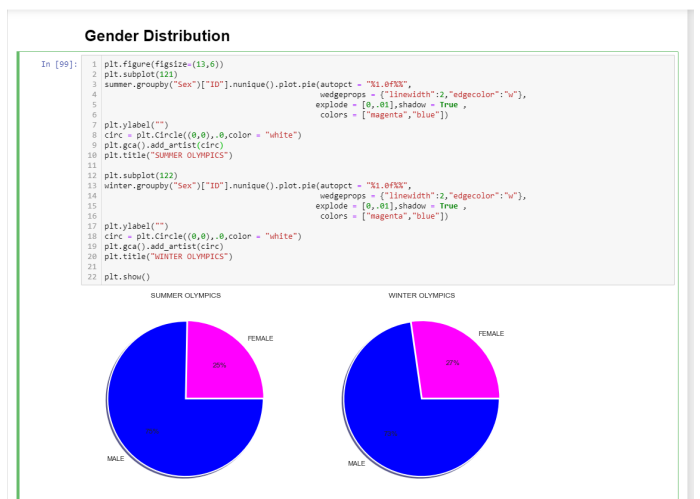 Gender Distribution
In [99]:
1 plt.figure(figsize=(13,6))
2 plt.subplot(121)
3 summer.groupby("Sex")["ID"].nunique().plot.pie(autopct = "%1.0f%%",
4 wedgeprops = {"linewidth":2,"edgecolor":"w"},
5 explode = [0,.01],shadow = True ,
6 colors = ["magenta","blue"])
7 plt.ylabel("")
8 circ = plt.Circle((0,0),.0,color = "white")
9 plt.gca().add_artist(circ)
10 plt.title("SUMMER OLYMPICS")
11
12 plt.subplot(122)
13 winter.groupby("Sex")["ID"].nunique().plot.pie(autopct = "%1.0f%%",
14 wedgeprops = {"linewidth":2,"edgecolor":"w"},
15 explode = [0,.01],shadow = True ,
16 colors = ["magenta","blue"])
17 plt.ylabel("")
18 circ = plt.Circle((0,0),.0,color = "white")
19 plt.gca().add_artist(circ)
20 plt.title("WINTER OLYMPICS")
21
22 plt.show()
SUMMER OLYMPICS WINTER OLYMPICS
FEMALE FEMALE
27%
MALE MALE